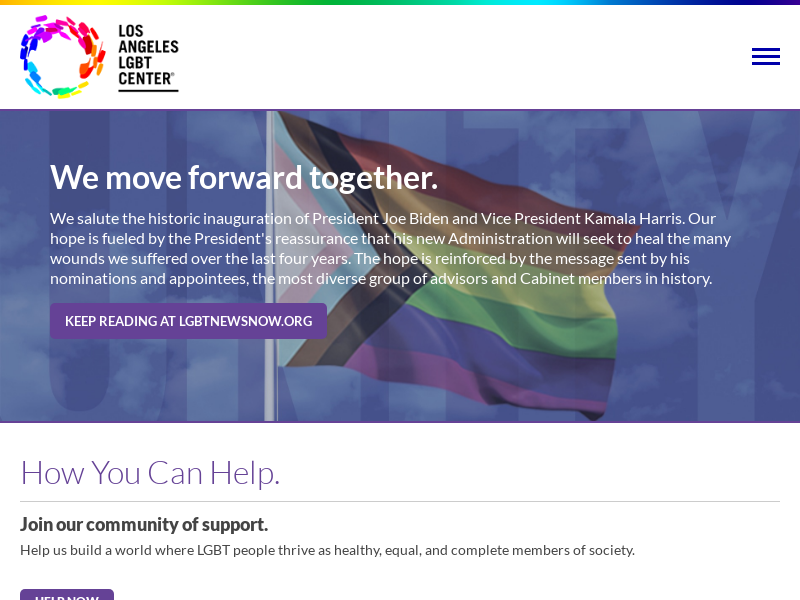 LOS
ANGELES
LGBT
CENTER®
UNITY
We move forward together.
We salute the historic inauguration of President Joe Biden and Vice President Kamala Harris. Our
hope is fueled by the President's reassurance that his new Administration will seek to heal the many
wounds we suffered over the last four years. The hope is reinforced by the message sent by his
nominations and appointees, the most diverse group of advisors and Cabinet members in history.
KEEP READING AT LGBTNEWSNOW.ORG
How You Can Help.
Join our community of support.
Help us build a world where LGBT people thrive as healthy, equal, and complete members of society.
HELP NOW